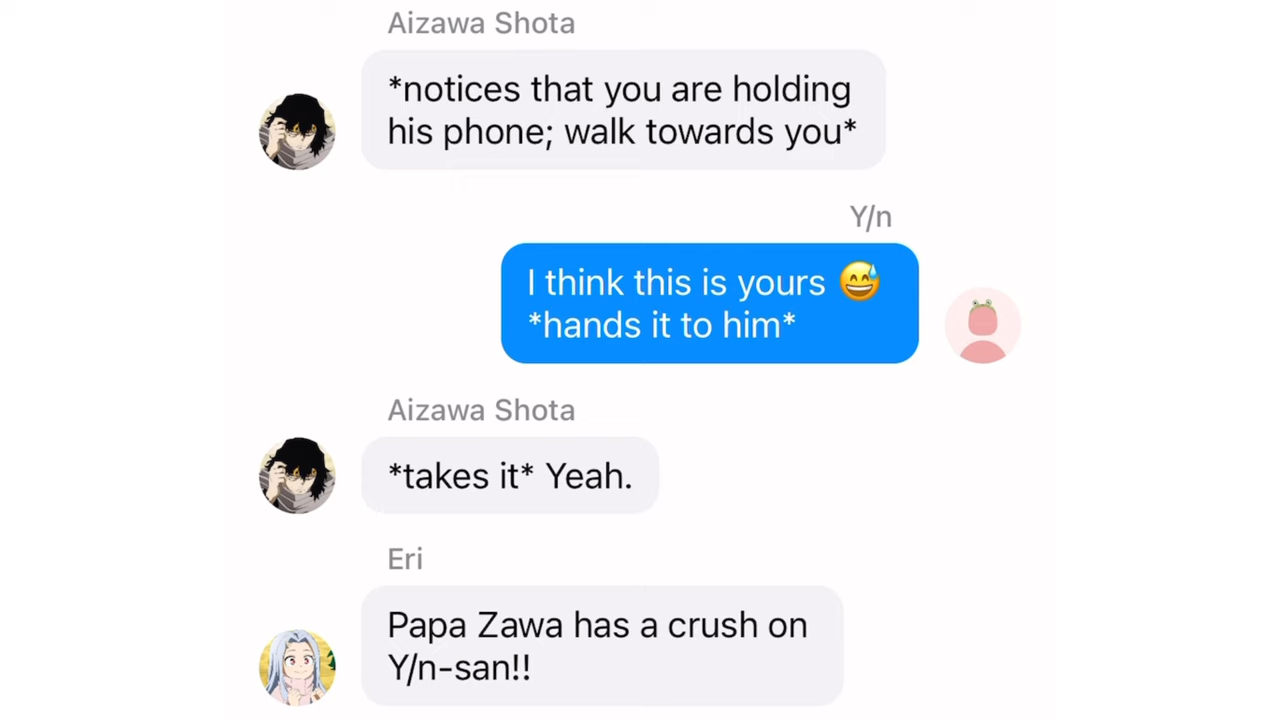 Aizawa Shota
*notices that you are holding
his phone; walk towards you*
Y/n
I think this is yours 😅
*hands it to him*
Aizawa Shota
*takes it* Yeah.
Eri
Papa Zawa has a crush on
Y/n-san!!